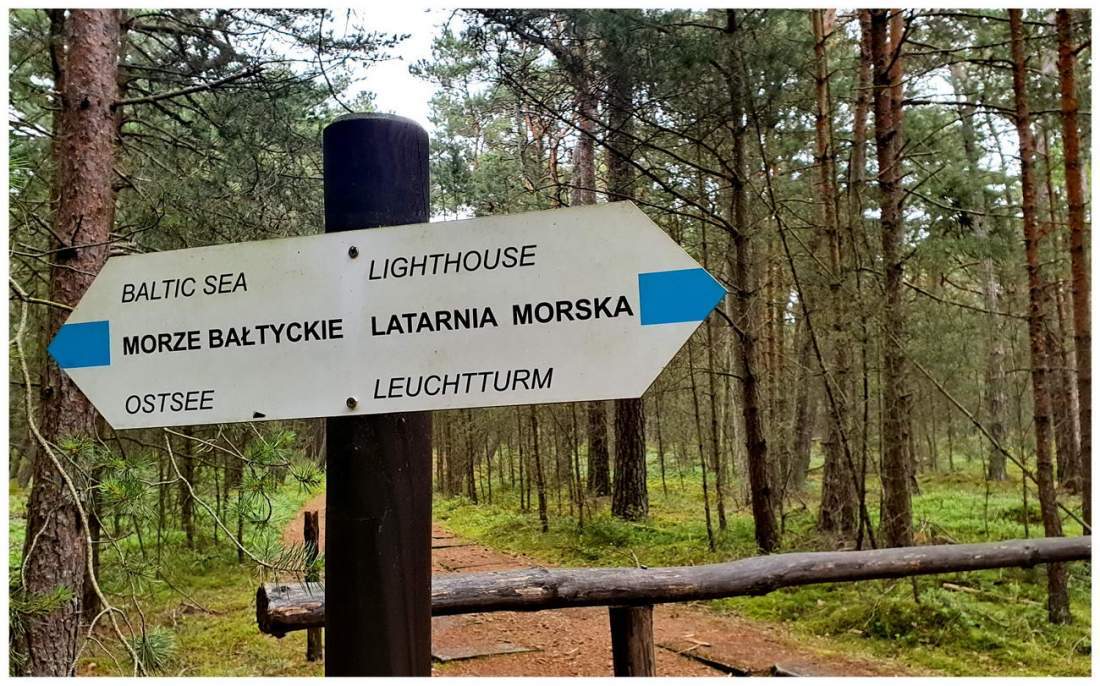 BALTIC SEA
MORZE BAŁTYCKIE
OSTSEE
LIGHTHOUSE
LATARNIA MORSKA
LEUCHTTURM